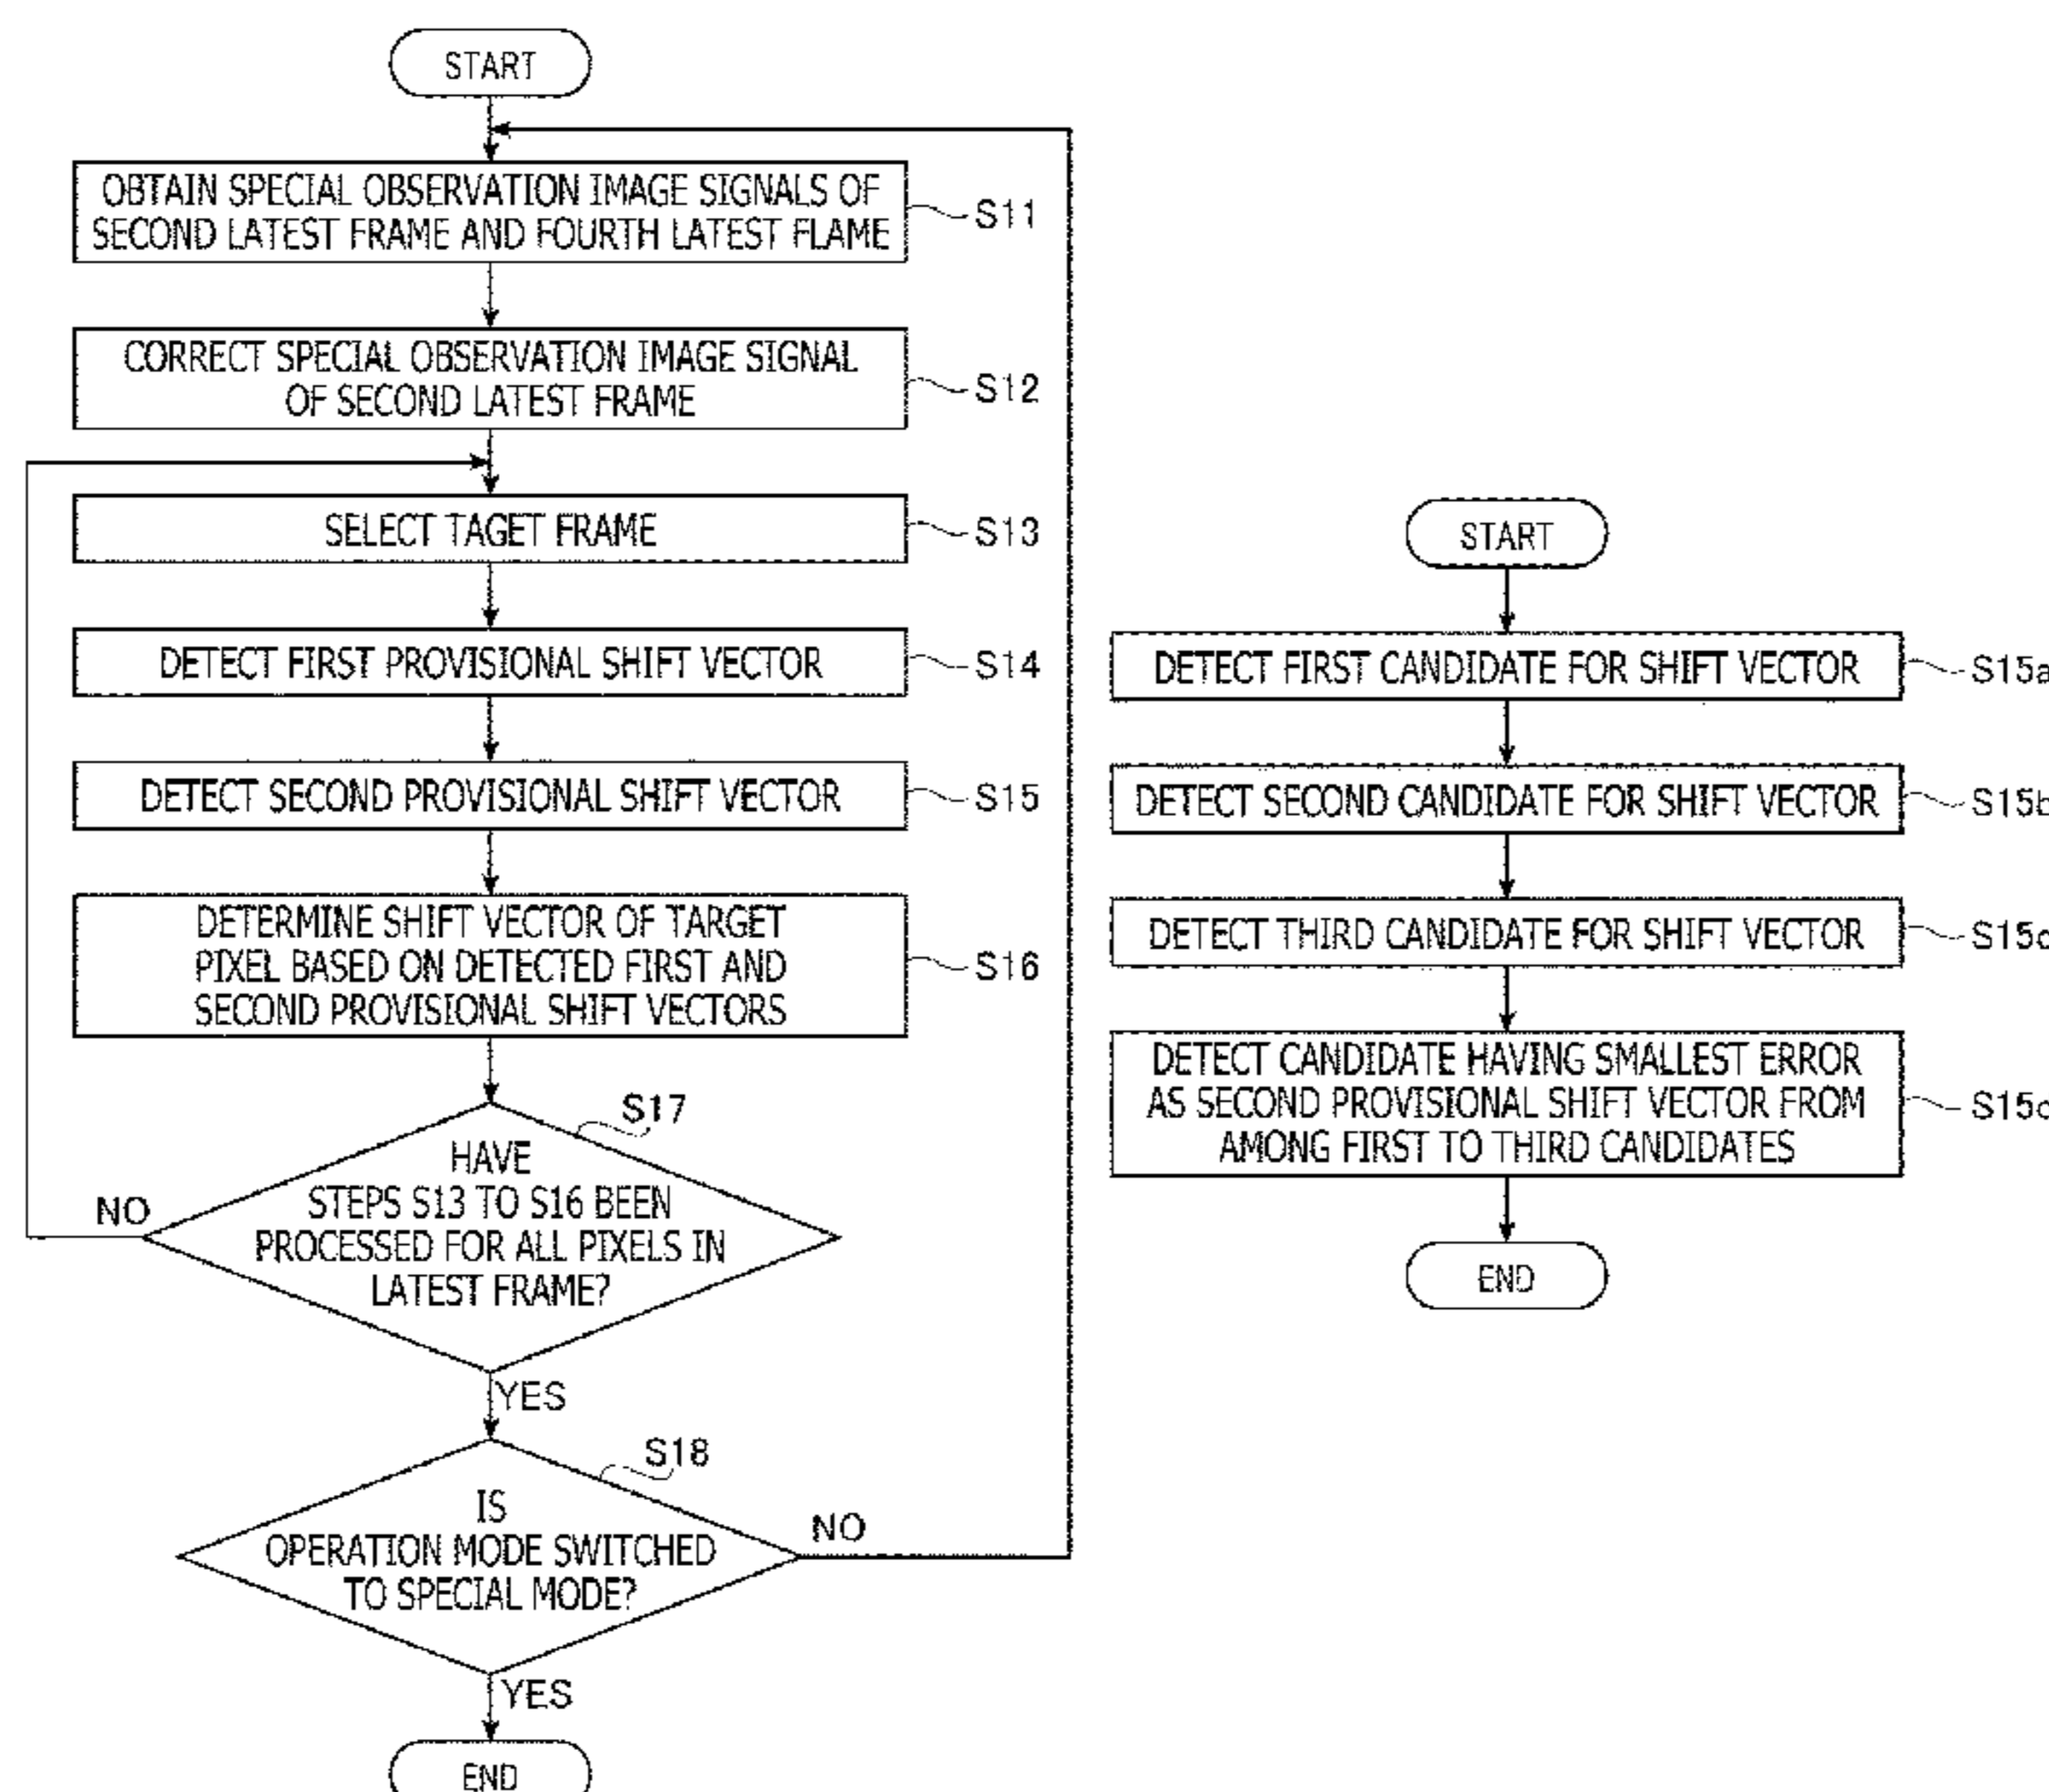 START
OBTAIN SPECIAL OBSERVATION IMAGE SIGNALS OF
SECOND LATEST FRAME AND FOURTH LATEST FLAME
S11
CORRECT SPECIAL OBSERVATION IMAGE SIGNAL
OF SECOND LATEST FRAME
S12
SELECT TAGET FRAME
S13
DETECT FIRST PROVISIONAL SHIFT VECTOR
S14
DETECT SECOND PROVISIONAL SHIFT VECTOR
S15
DETERMINE SHIFT VECTOR OF TARGET
PIXEL BASED ON DETECTED FIRST AND
SECOND PROVISIONAL SHIFT VECTORS
S16
S17
HAVE
STEPS S13 TO S16 BEEN
PROCESSED FOR ALL PIXELS IN
LATEST FRAME?
NO
YES
S18
IS
OPERATION MODE SWITCHED
TO SPECIAL MODE?
NO
YES
END
START
DETECT FIRST CANDIDATE FOR SHIFT VECTOR
S15a
DETECT SECOND CANDIDATE FOR SHIFT VECTOR
S15b
DETECT THIRD CANDIDATE FOR SHIFT VECTOR
DETECT CANDIDATE HAVING SMALLEST ERROR
AS SECOND PROVISIONAL SHIFT VECTOR FROM
AMONG FIRST TO THIRD CANDIDATES
END